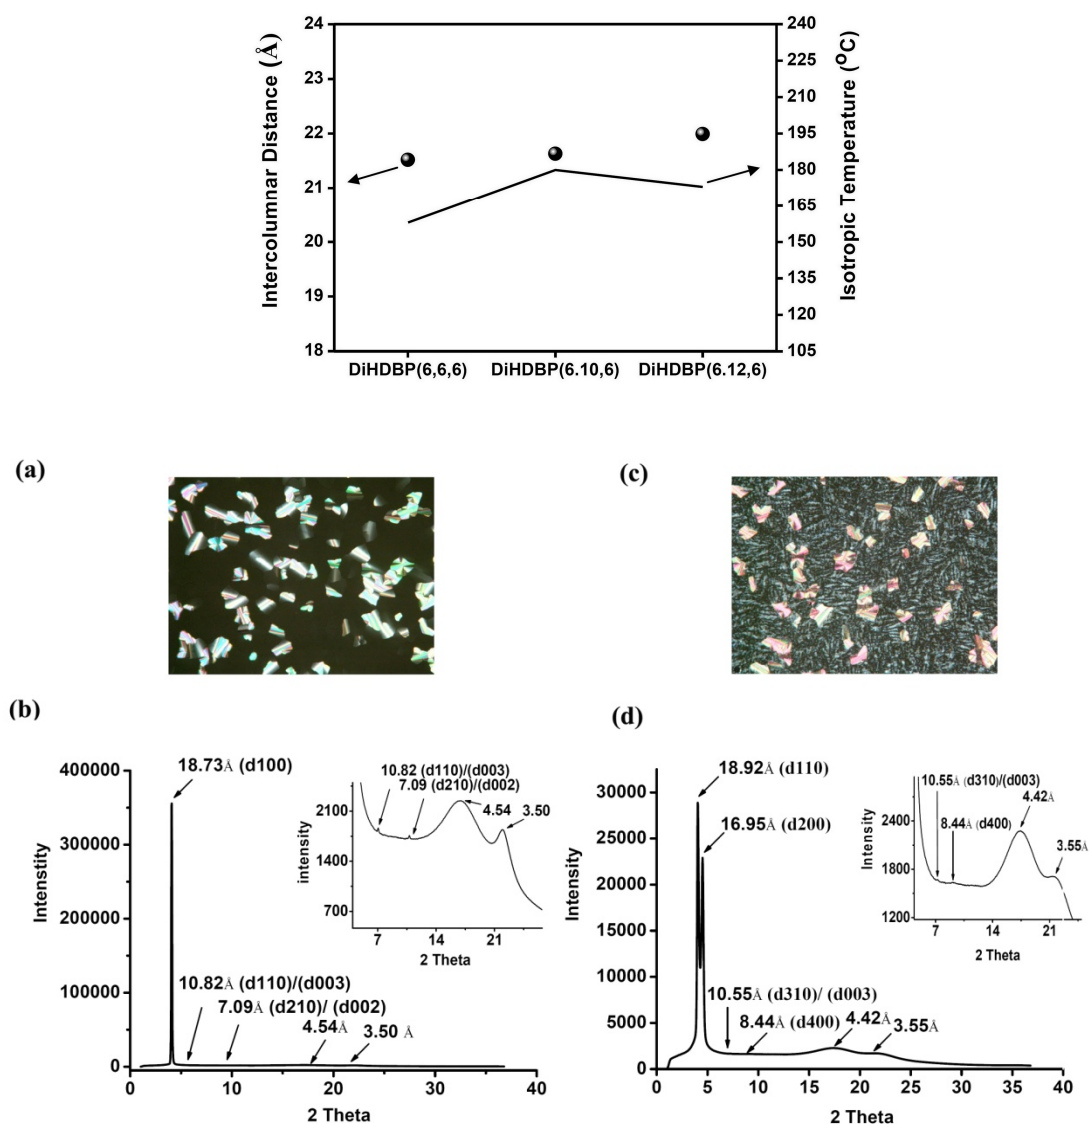 24
23
22
21
20
19
18
Intercolumnar Distance (Å)
240
225
210
195
180
165
150
135
120
105
Isotropic Temperature (°C)
DiHDBP(6,6,6)
DiHDBP(6.10,6)
DiHDBP(6.12,6)
(a)
(c)
(b)
400000
300000
200000
100000
0
Intenstity
0
10
20
30
40
2 Theta
18.73Å (d100)
10.82Å (d110)/(d003)
7.09Å (d210)/ (d002)
4.54Å
3.50 Å
10.82 (d110)/(d003)
7.09 (d210)/(d002)
4.54
3.50
2100
1400
700
intensity
7
14
21
2 Theta
(d)
30000
25000
20000
15000
10000
5000
0
Intensity
0
5
10
15
20
25
30
35
40
2 Theta
18.92Å (d110)
16.95Å (d200)
10.55Å (d310)/ (d003)
8.44Å (d400)
4.42Å
3.55Å
10.55Å (d310)/(d003)
4.42Å
8.44Å (d400)
3.55Å
2400
1800
1200
Intensity
7
14
21
2 Theta